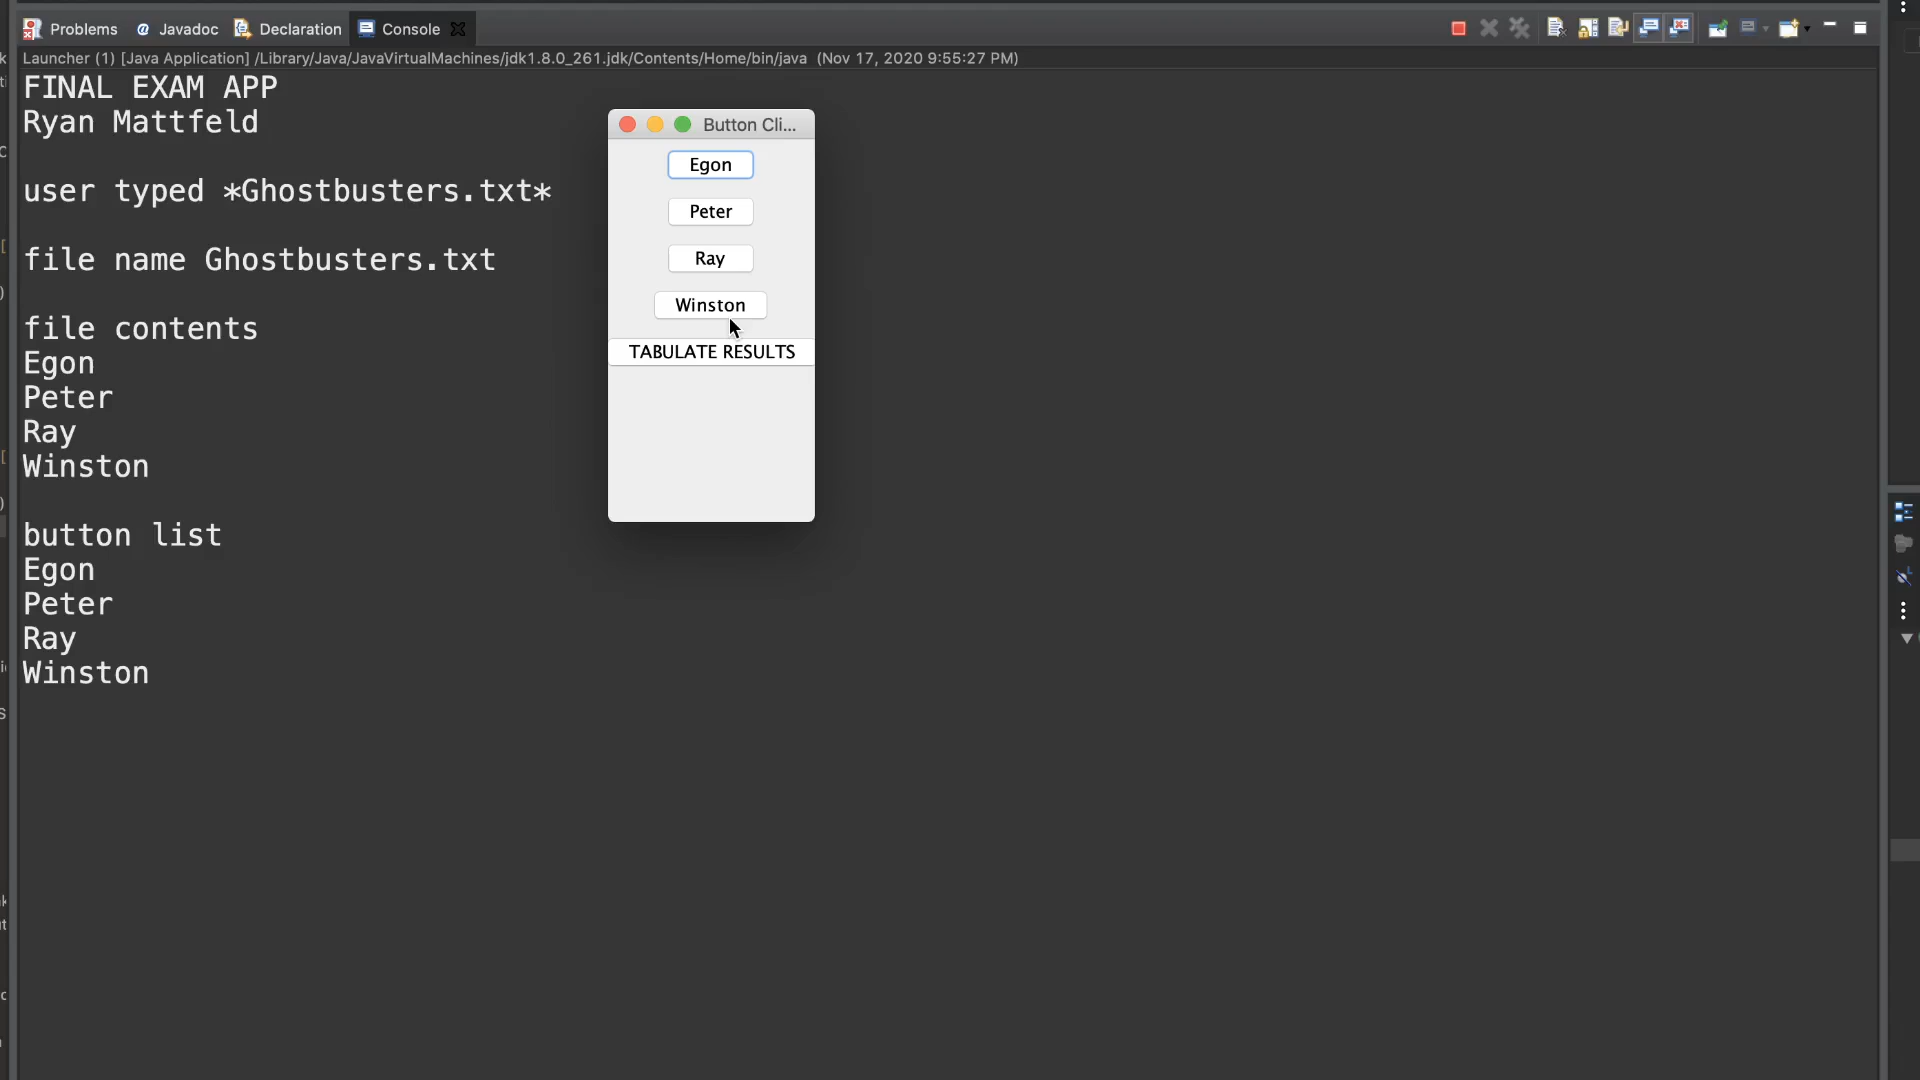 Problems
Javadoc
Declaration
Console
Launcher (1) [Java Application] /Library/Java/JavaVirtualMachines/jdk1.8.0_261.jdk/Contents/Home/bin/java (Nov 17, 2020 9:55:27 PM)
FINAL EXAM APP
Ryan Mattfeld
user typed *Ghostbusters.txt*
file name Ghostbusters.txt
file contents
Egon
Peter
Ray
Winston
button list
Egon
Peter
Ray
Winston
Button Cli...
Egon
Peter
Ray
Winston
TABULATE RESULTS